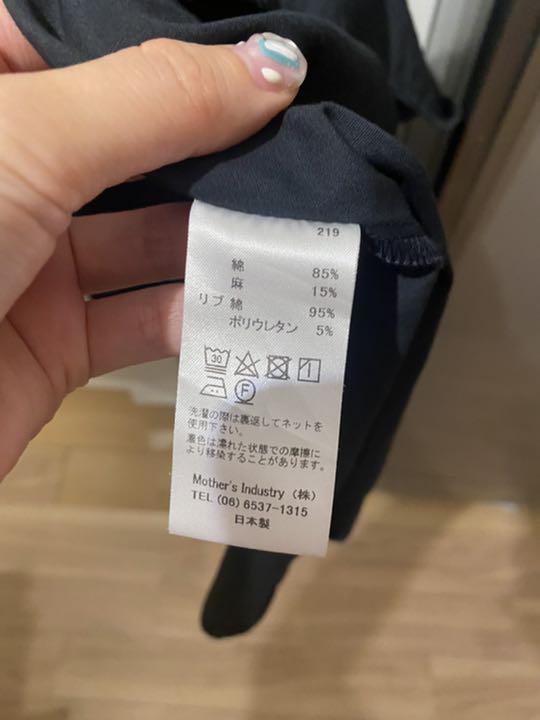 219
綿 85%
麻 15%
リブ 綿 95%
ポリウレタン 5%
30
F
洗濯の際は裏返してネットを
使用下さい。
着色は濡れた状態での摩擦に
より移染することがあります。
Mother's Industry (株)
TEL (06) 6537-1315
日本製